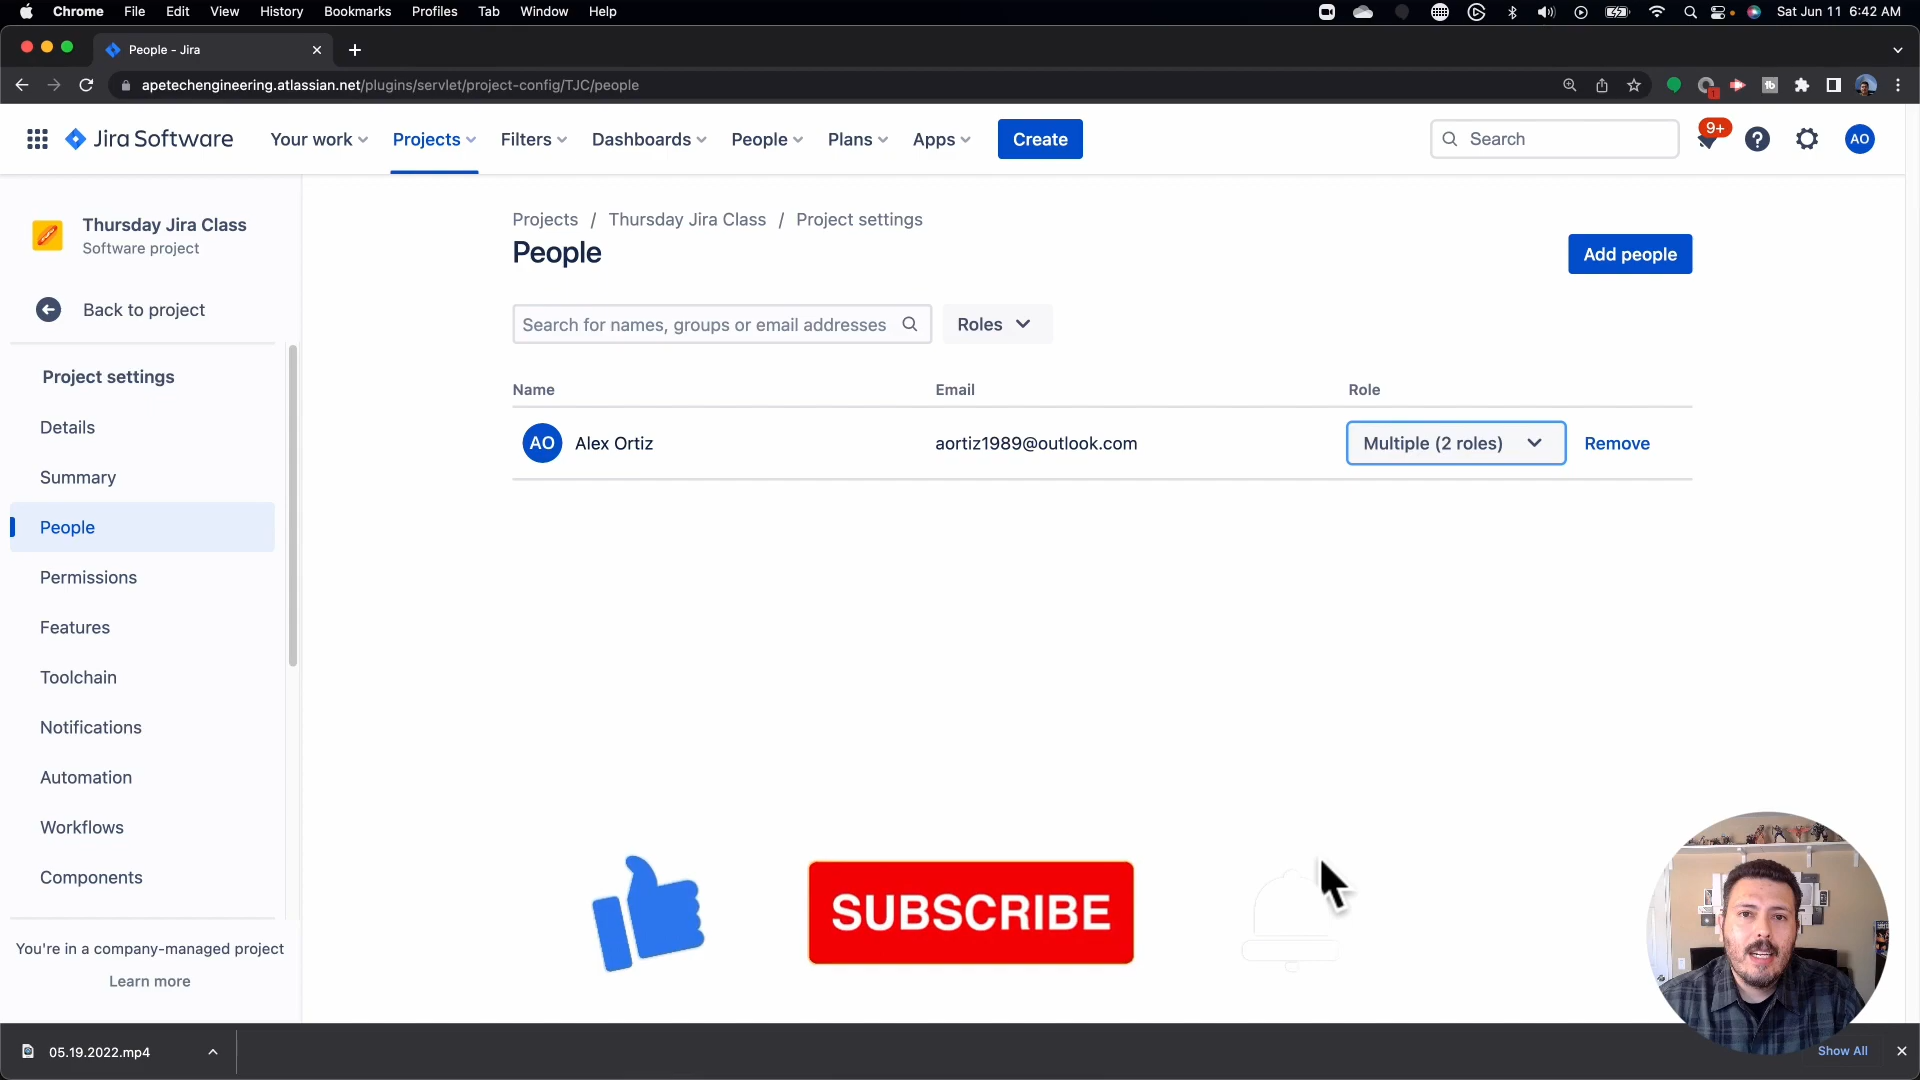 Chrome File Edit View History Bookmarks Profiles Tab Window Help Sat Jun 11 6:42 AM
People - Jira
apetechengineering.atlassian.net/plugins/servlet/project-config/TJC/people
Jira Software Your work Projects Filters Dashboards People Plans Apps Create Search 9+ AO
Thursday Jira Class
Software project
Back to project
Project settings
Details
Summary
People
Permissions
Features
Toolchain
Notifications
Automation
Workflows
Components
You're in a company-managed project
Learn more
Projects / Thursday Jira Class / Project settings
People
Add people
Search for names, groups or email addresses Roles
Name Email Role
AO Alex Ortiz aortiz1989@outlook.com Multiple (2 roles) Remove
SUBSCRIBE
05.19.2022.mp4
Show All